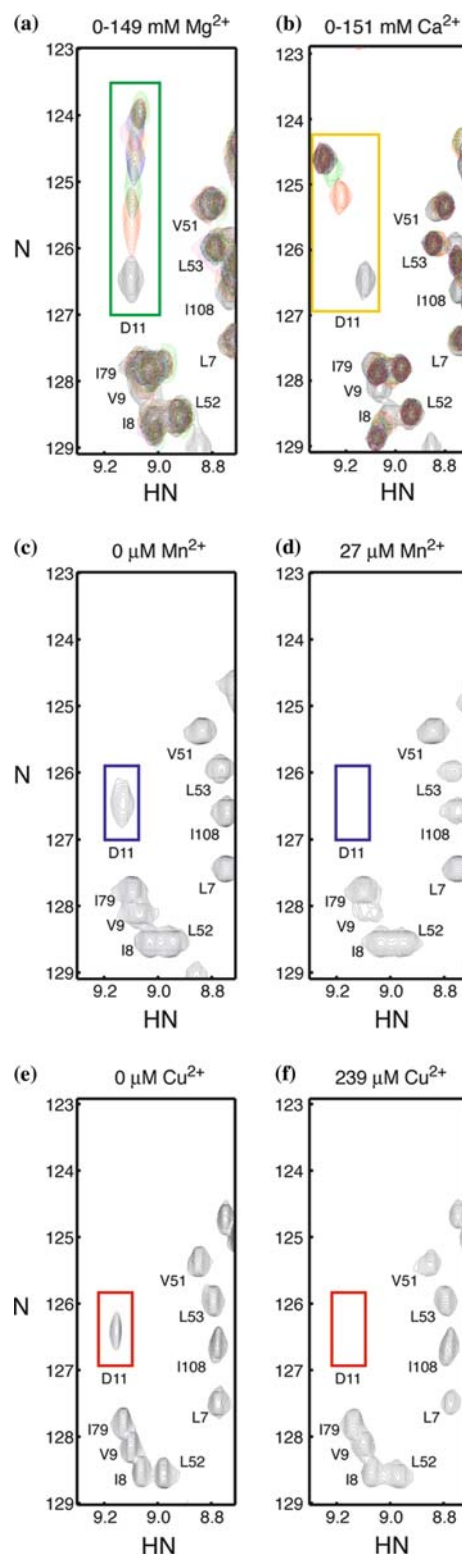 (a) 0-149 mM Mg2+
(b) 0-151 mM Ca2+
123
124
125
126
127
128
129
N
9.2 9.0 8.8
HN
V51
L53
I108
D11
L7
I79
V9
I8
L52
123
124
125
126
127
128
129
9.2 9.0 8.8
HN
V51
L53
I108
D11
L7
I79
V9
I8
L52
(c) 0 µM Mn2+
(d) 27 µM Mn2+
123
124
125
126
127
128
129
N
9.2 9.0 8.8
HN
V51
L53
I108
D11
L7
I79
V9
I8
L52
123
124
125
126
127
128
129
9.2 9.0 8.8
HN
V51
L53
I108
D11
L7
I79
V9
I8
L52
(e) 0 µM Cu2+
(f) 239 µM Cu2+
123
124
125
126
127
128
129
N
9.2 9.0 8.8
HN
V51
L53
I108
D11
L7
I79
V9
I8
L52
123
124
125
126
127
128
129
9.2 9.0 8.8
HN
V51
L53
I108
D11
L7
I79
V9
I8
L52